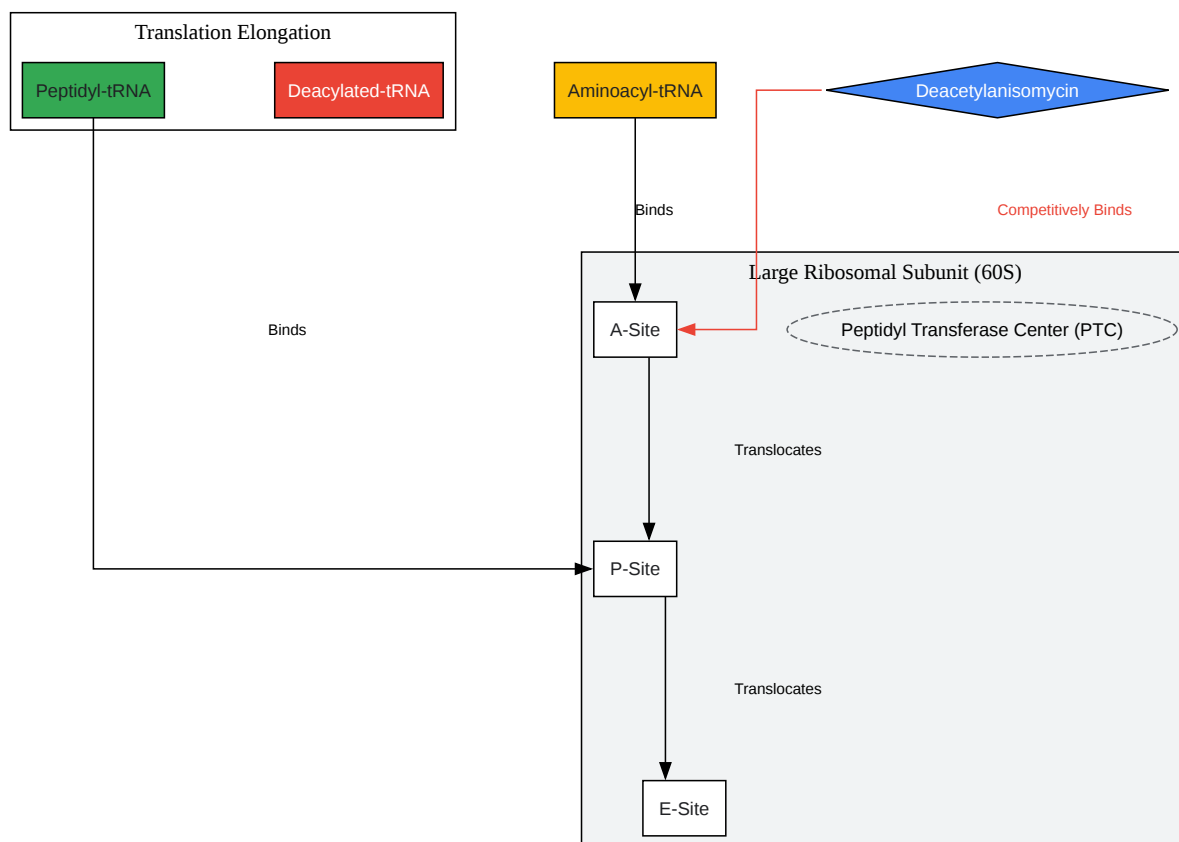 Translation Elongation
Peptidyl-tRNA
Deacylated-tRNA
Aminoacyl-tRNA
Deacetylanisomycin
Binds
Competitively Binds
Large Ribosomal Subunit (60S)
A-Site
Peptidyl Transferase Center (PTC)
Binds
Translocates
P-Site
Translocates
E-Site